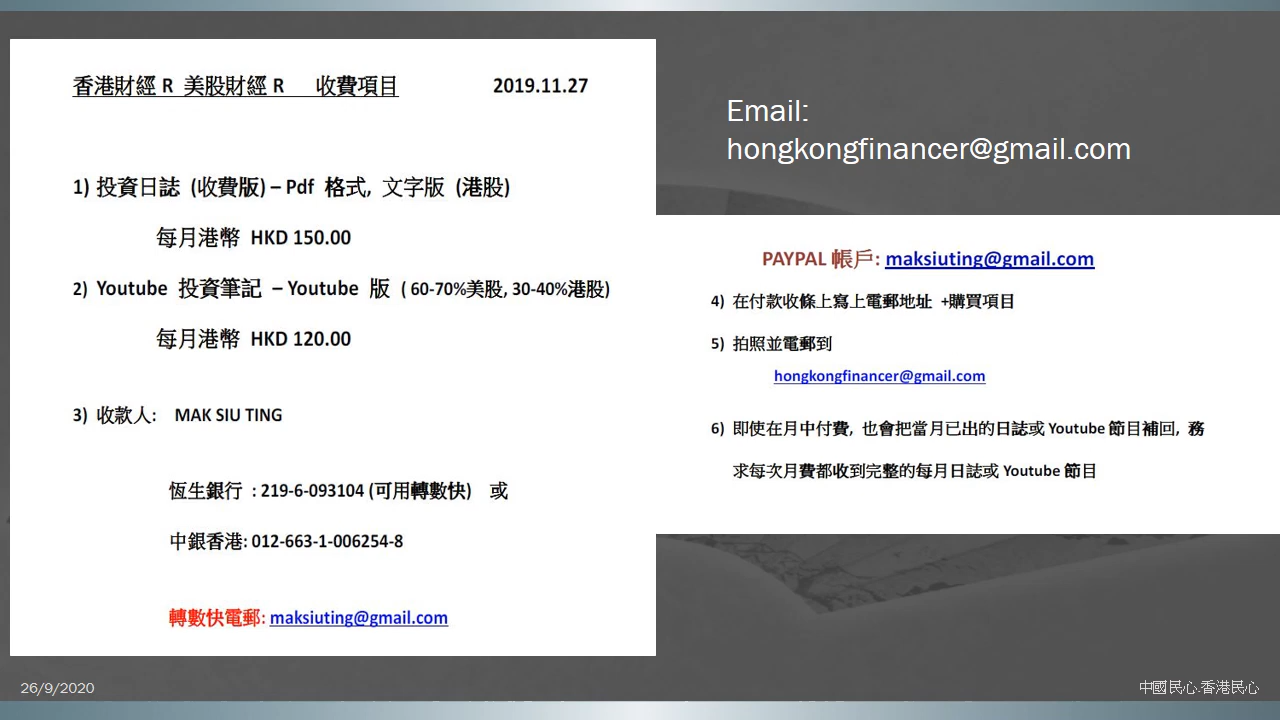 香港財經 R 美股財經 R 收費項目 2019.11.27
1) 投資日誌 (收費版) – Pdf 格式, 文字版 (港股)
每月港幣 HKD 150.00
2) Youtube 投資筆記 – Youtube 版 ( 60-70%美股, 30-40%港股)
每月港幣 HKD 120.00
3) 收款人: MAK SIU TING
恆生銀行 : 219-6-093104 (可用轉數快) 或
中銀香港: 012-663-1-006254-8
轉數快電郵: maksiuting@gmail.com
Email:
hongkongfinancer@gmail.com
PAYPAL 帳戶: maksiuting@gmail.com
4) 在付款收條上寫上電郵地址 +購買項目
5) 拍照並電郵到
hongkongfinancer@gmail.com
6) 即使在月中付費, 也會把當月已出的日誌或 Youtube 節目補回, 務
求每次月費都收到完整的每月日誌或 Youtube 節目
26/9/2020
中國民心.香港民心